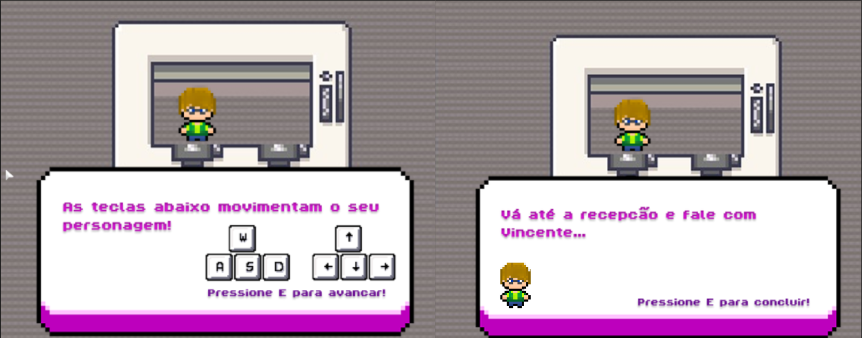 As teclas abaixo movimentam o seu
personagem!
W
↑
A S D
← ↓ →
Pressione E para avancar!
Vá até a recepcão e fale com
Vincente...
Pressione E para concluir!